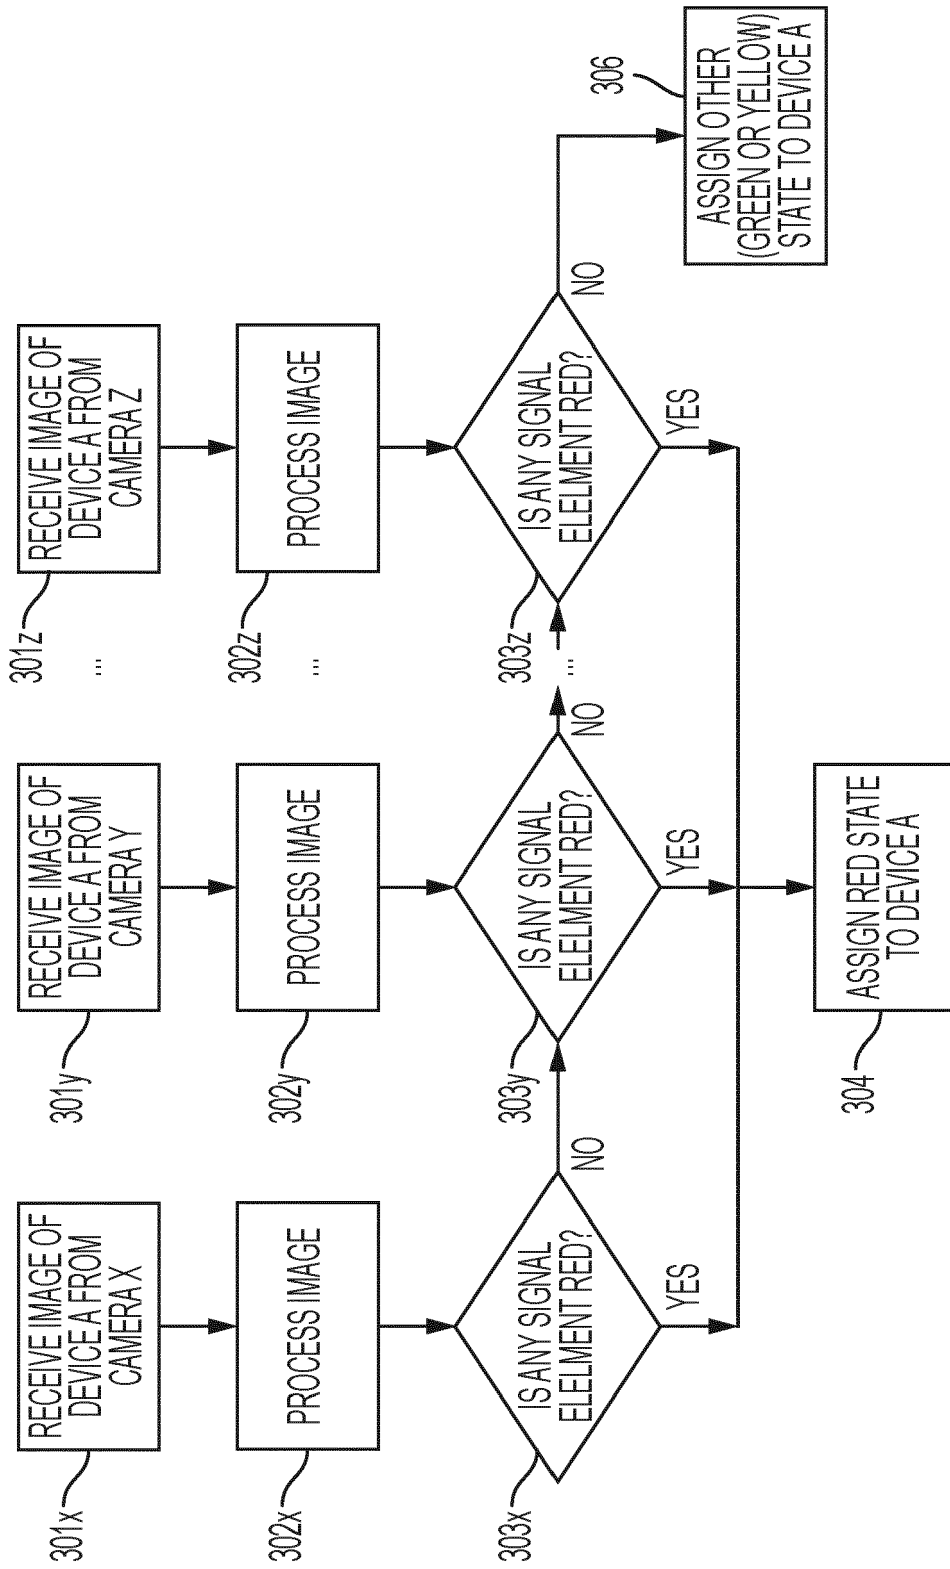 301x
RECEIVE IMAGE OF
DEVICE A FROM
CAMERA X
301y
RECEIVE IMAGE OF
DEVICE A FROM
CAMERA Y
301z
...
RECEIVE IMAGE OF
DEVICE A FROM
CAMERA Z
302x
PROCESS IMAGE
302y
PROCESS IMAGE
302z
...
PROCESS IMAGE
303x
IS ANY SIGNAL
ELELMENT RED?
NO
YES
303y
IS ANY SIGNAL
ELELMENT RED?
NO
YES
303z
...
IS ANY SIGNAL
ELELMENT RED?
NO
YES
306
ASSIGN OTHER
(GREEN OR YELLOW)
STATE TO DEVICE A
304
ASSIGN RED STATE
TO DEVICE A